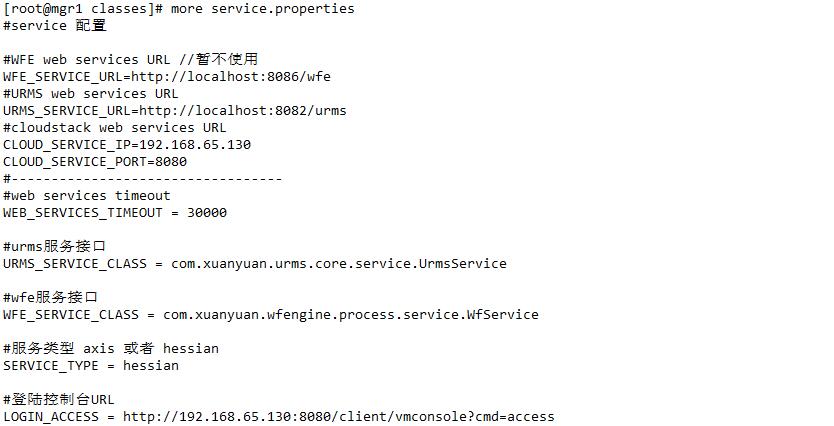 [root@mgr1 classes]# more service.properties
#service 配置
#WFE web services URL //暂不使用
WFE_SERVICE_URL=http://localhost:8086/wfe
#URMS web services URL
URMS_SERVICE_URL=http://localhost:8082/urms
#cloudstack web services URL
CLOUD_SERVICE_IP=192.168.65.130
CLOUD_SERVICE_PORT=8080
#----------------------------------
#web services timeout
WEB_SERVICES_TIMEOUT = 30000
#urms服务接口
URMS_SERVICE_CLASS = com.xuanyuan.urms.core.service.UrmsService
#wfe服务接口
WFE_SERVICE_CLASS = com.xuanyuan.wfengine.process.service.WfService
#服务类型 axis 或者 hessian
SERVICE_TYPE = hessian
#登陆控制台URL
LOGIN_ACCESS = http://192.168.65.130:8080/client/vmconsole?cmd=access